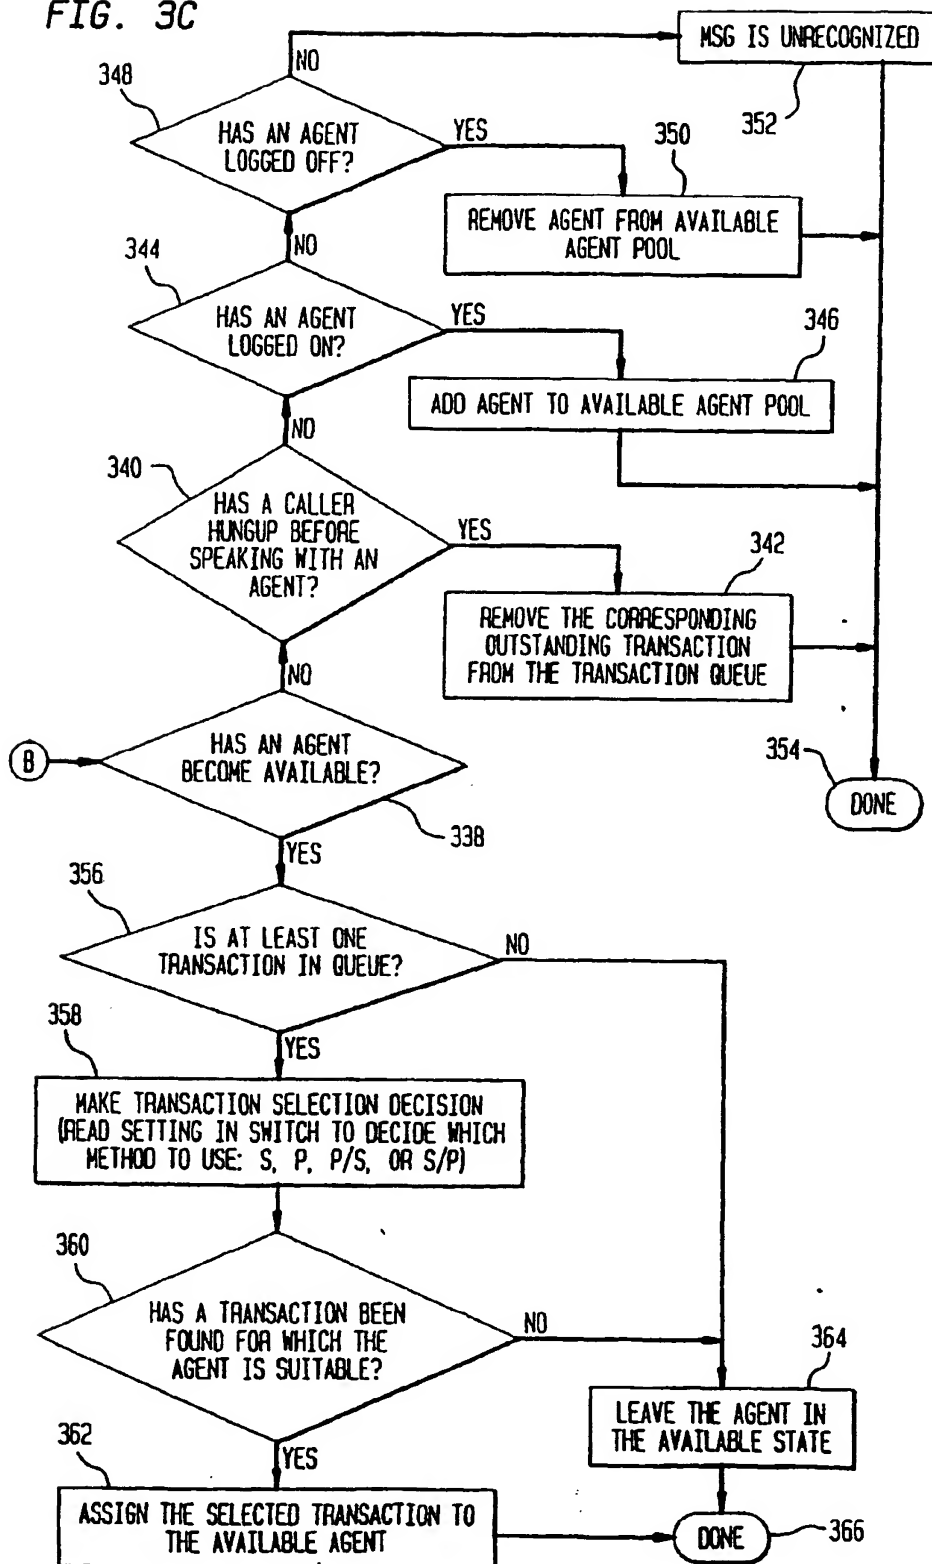 FIG. 3C
MSG IS UNRECOGNIZED
352
NO
348
HAS AN AGENT
LOGGED OFF?
YES
350
REMOVE AGENT FROM AVAILABLE
AGENT POOL
NO
344
HAS AN AGENT
LOGGED ON?
YES
346
ADD AGENT TO AVAILABLE AGENT POOL
NO
340
HAS A CALLER
HUNGUP BEFORE
SPEAKING WITH AN
AGENT?
YES
342
REMOVE THE CORRESPONDING
OUTSTANDING TRANSACTION
FROM THE TRANSACTION QUEUE
NO
B
HAS AN AGENT
BECOME AVAILABLE?
338
354
DONE
YES
356
IS AT LEAST ONE
TRANSACTION IN QUEUE?
NO
YES
358
MAKE TRANSACTION SELECTION DECISION
(READ SETTING IN SWITCH TO DECIDE WHICH
METHOD TO USE: S, P, P/S, OR S/P)
360
HAS A TRANSACTION BEEN
FOUND FOR WHICH THE
AGENT IS SUITABLE?
NO
364
LEAVE THE AGENT IN
THE AVAILABLE STATE
YES
362
ASSIGN THE SELECTED TRANSACTION TO
THE AVAILABLE AGENT
DONE
366